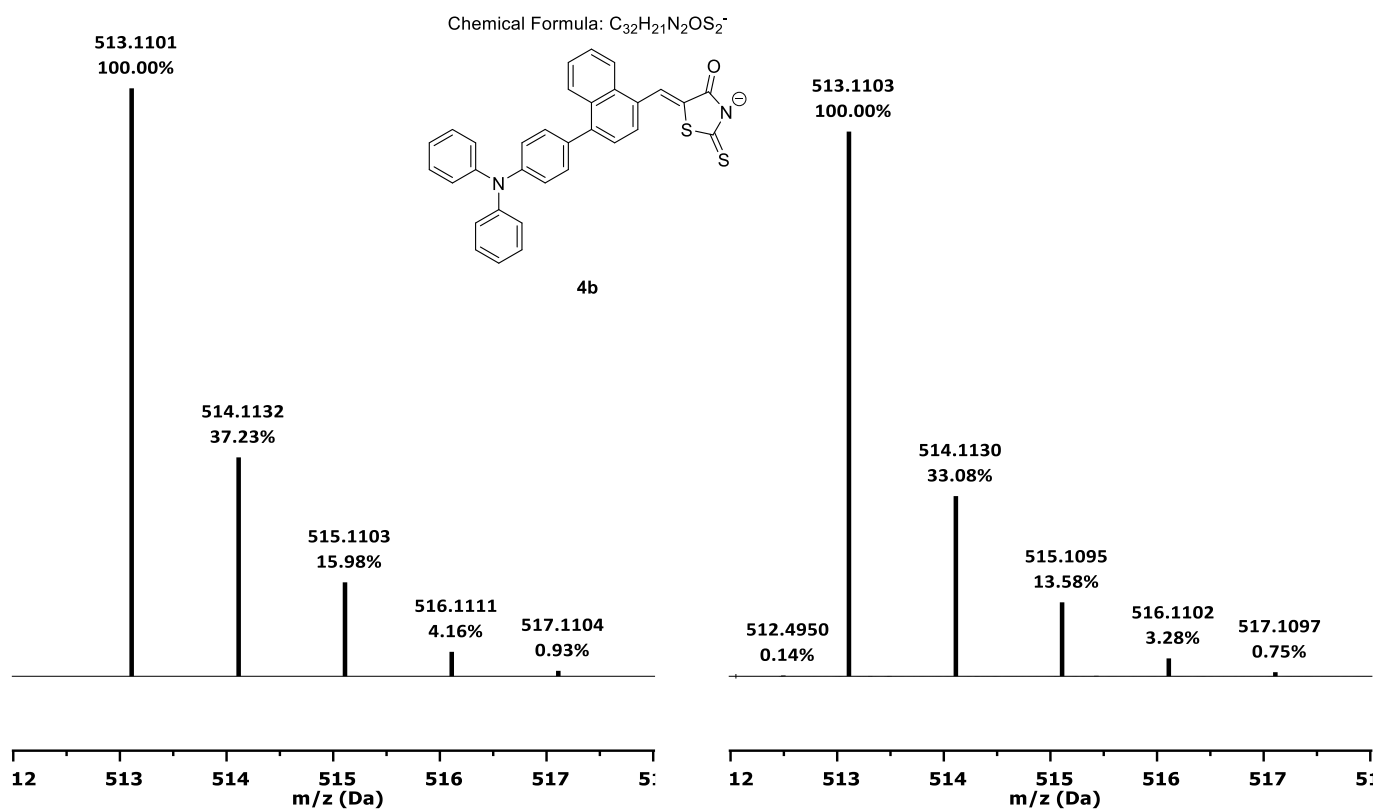 Chemical Formula: C₃₂H₂₁N₂OS₂⁻
513.1101
100.00%
O
N
⊖
S
S
N
4b
514.1132
37.23%
515.1103
15.98%
516.1111
4.16%
517.1104
0.93%
12 513 514 515 516 517 51
m/z (Da)
513.1103
100.00%
514.1130
33.08%
515.1095
13.58%
512.4950
0.14%
516.1102
3.28%
517.1097
0.75%
12 513 514 515 516 517 51
m/z (Da)